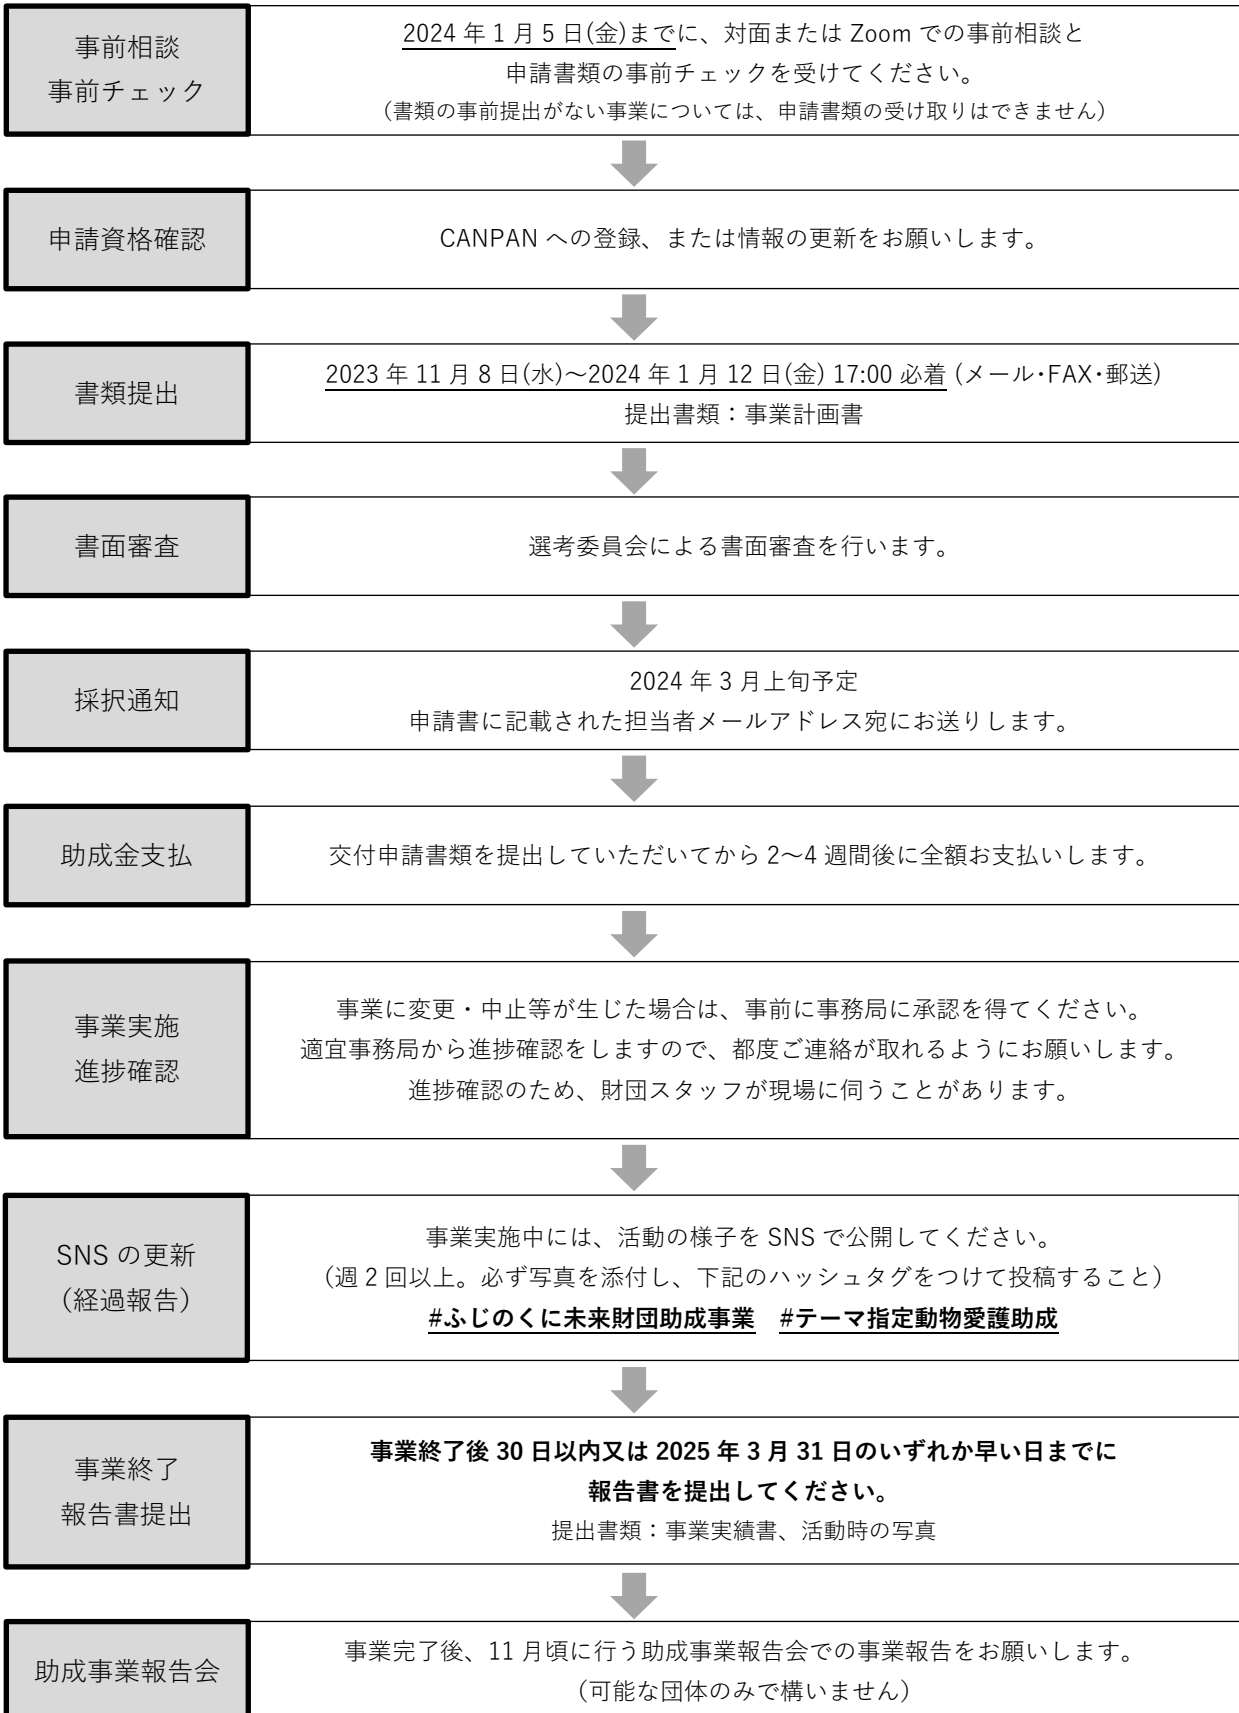 事前相談
事前チェック
2024 年 1 月 5 日(金)までに、対面または Zoom での事前相談と
申請書類の事前チェックを受けてください。
（書類の事前提出がない事業については、申請書類の受け取りはできません）
申請資格確認
CANPAN への登録、または情報の更新をお願いします。
書類提出
2023 年 11 月 8 日(水)～2024 年 1 月 12 日(金) 17:00 必着 (メール･FAX･郵送)
提出書類：事業計画書
書面審査
選考委員会による書面審査を行います。
採択通知
2024 年 3 月上旬予定
申請書に記載された担当者メールアドレス宛にお送りします。
助成金支払
交付申請書類を提出していただいてから 2～4 週間後に全額お支払いします。
事業実施
進捗確認
事業に変更・中止等が生じた場合は、事前に事務局に承認を得てください。
適宜事務局から進捗確認をしますので、都度ご連絡が取れるようにお願いします。
進捗確認のため、財団スタッフが現場に伺うことがあります。
SNS の更新
（経過報告）
事業実施中には、活動の様子を SNS で公開してください。
（週 2 回以上。必ず写真を添付し、下記のハッシュタグをつけて投稿すること）
#ふじのくに未来財団助成事業　#テーマ指定動物愛護助成
事業終了
報告書提出
事業終了後 30 日以内又は 2025 年 3 月 31 日のいずれか早い日までに
報告書を提出してください。
提出書類：事業実績書、活動時の写真
助成事業報告会
事業完了後、11 月頃に行う助成事業報告会での事業報告をお願いします。
（可能な団体のみで構いません）